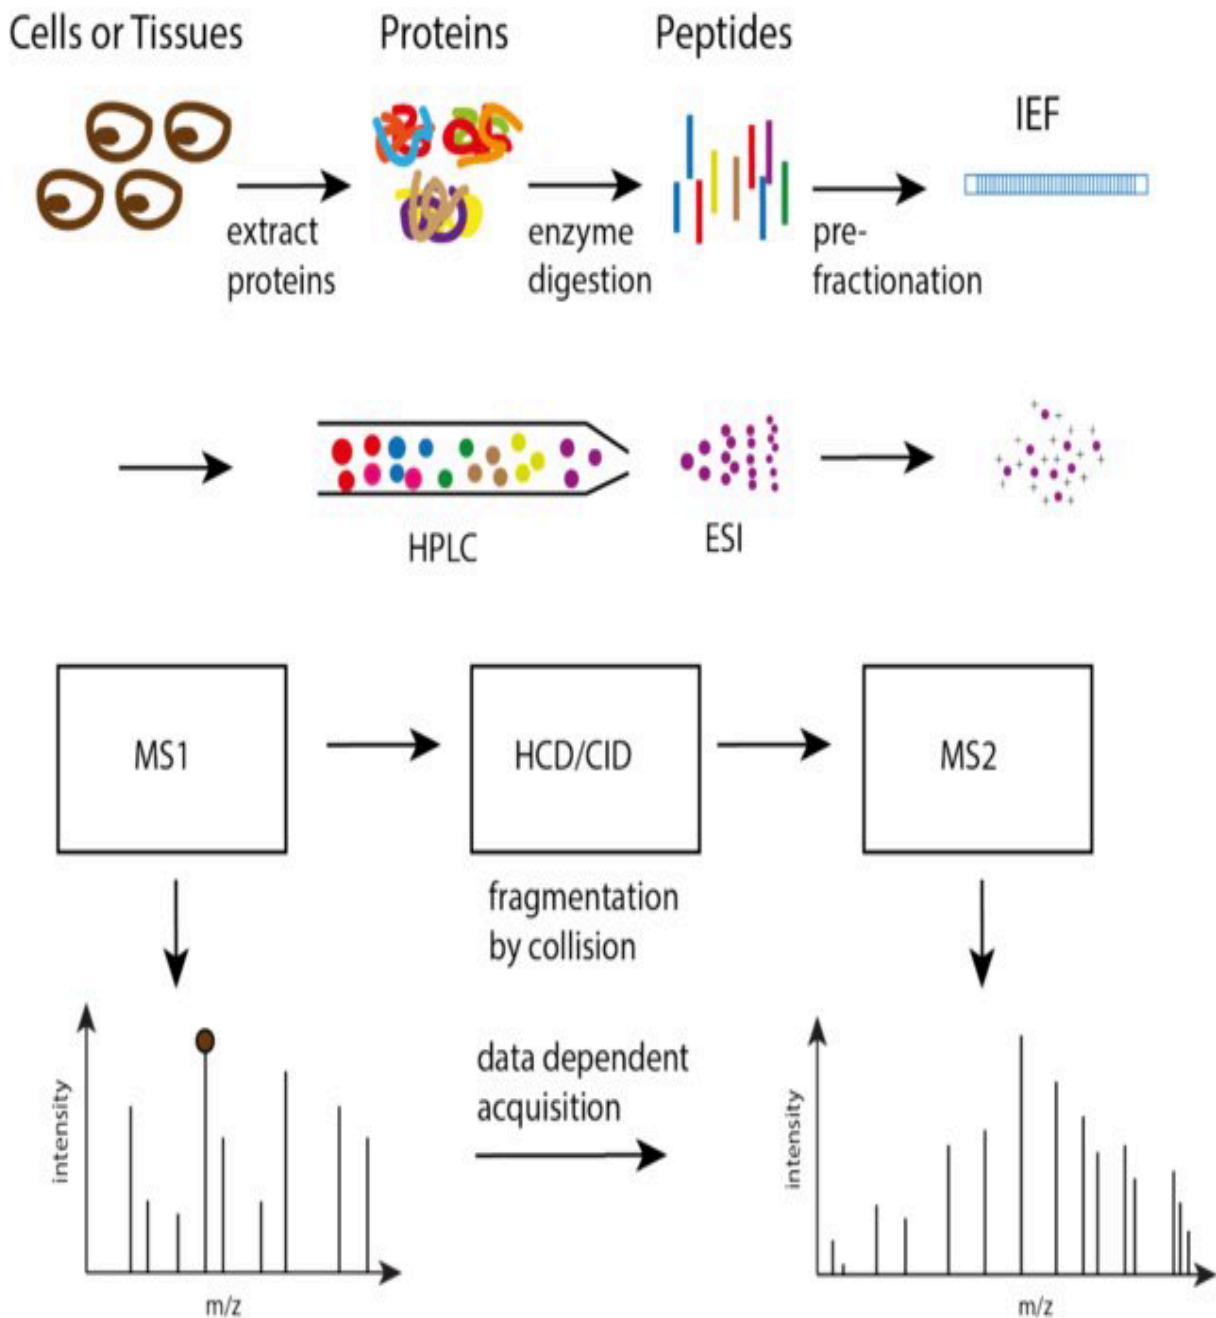 Cells or Tissues
Proteins
Peptides
IEF
extract
proteins
enzyme
digestion
pre-
fractionation
HPLC
ESI
MS1
HCD/CID
MS2
fragmentation
by collision
data dependent
acquisition
intensity
m/z
intensity
m/z